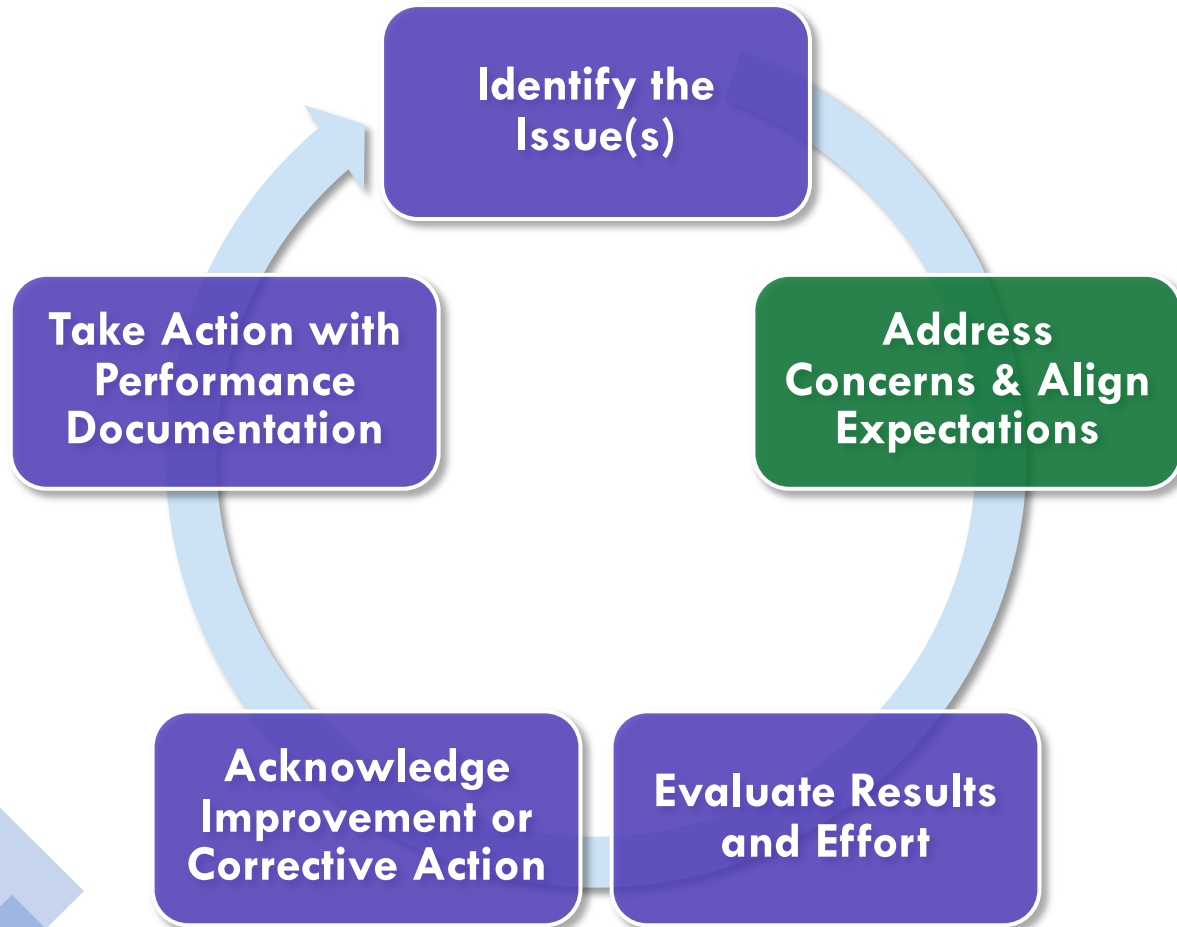 Identify the
Issue(s)
Address
Concerns & Align
Expectations
Evaluate Results
and Effort
Acknowledge
Improvement or
Corrective Action
Take Action with
Performance
Documentation